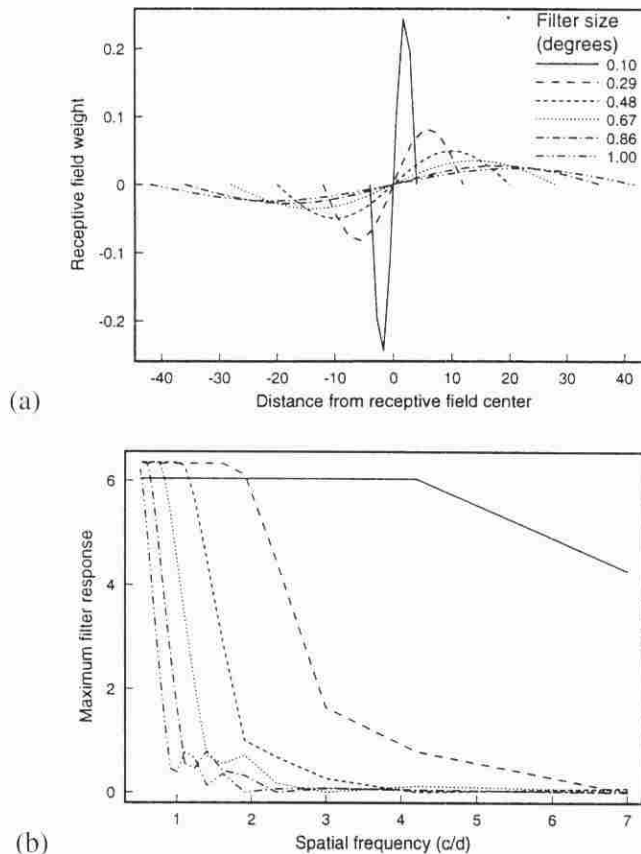 Filter size
(degrees)
0.10
0.29
0.48
0.67
0.86
1.00
Receptive field weight
0.2
0.1
0
-0.1
-0.2
-40 -30 -20 -10 0 10 20 30 40
Distance from receptive field center
(a)
Maximum filter response
6
4
2
0
1 2 3 4 5 6 7
Spatial frequency (c/d)
(b)